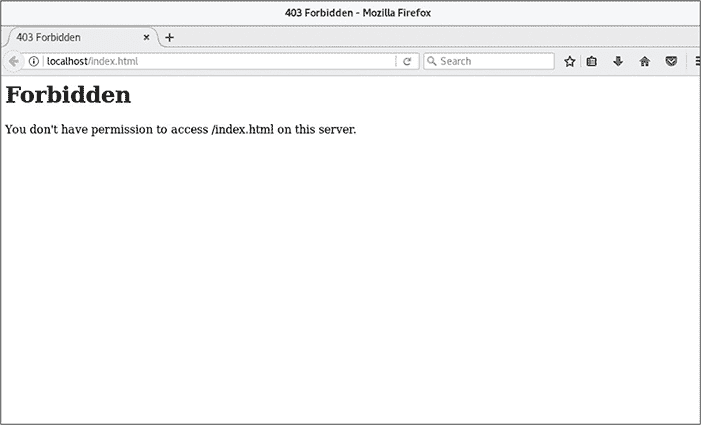 403 Forbidden - Mozilla Firefox
403 Forbidden
localhost/index.html
Search
Forbidden
You don't have permission to access /index.html on this server.